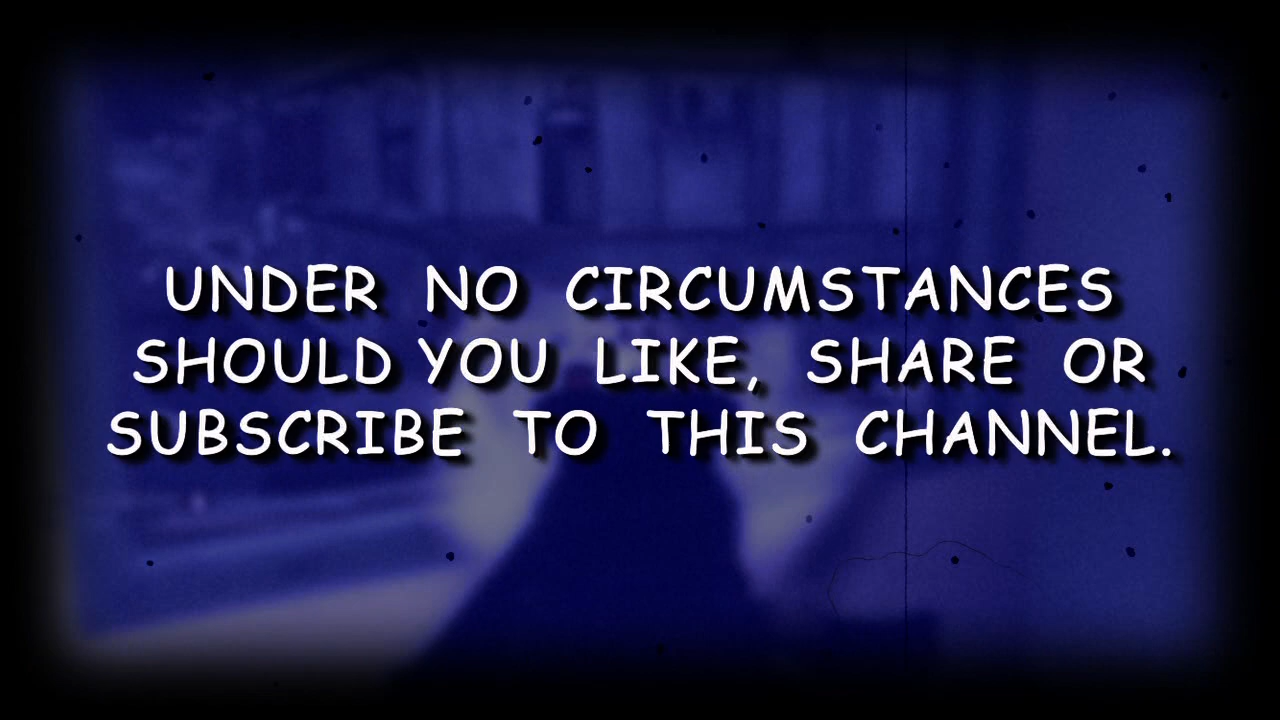 UNDER NO CIRCUMSTANCES
SHOULD YOU LIKE, SHARE OR
SUBSCRIBE TO THIS CHANNEL.